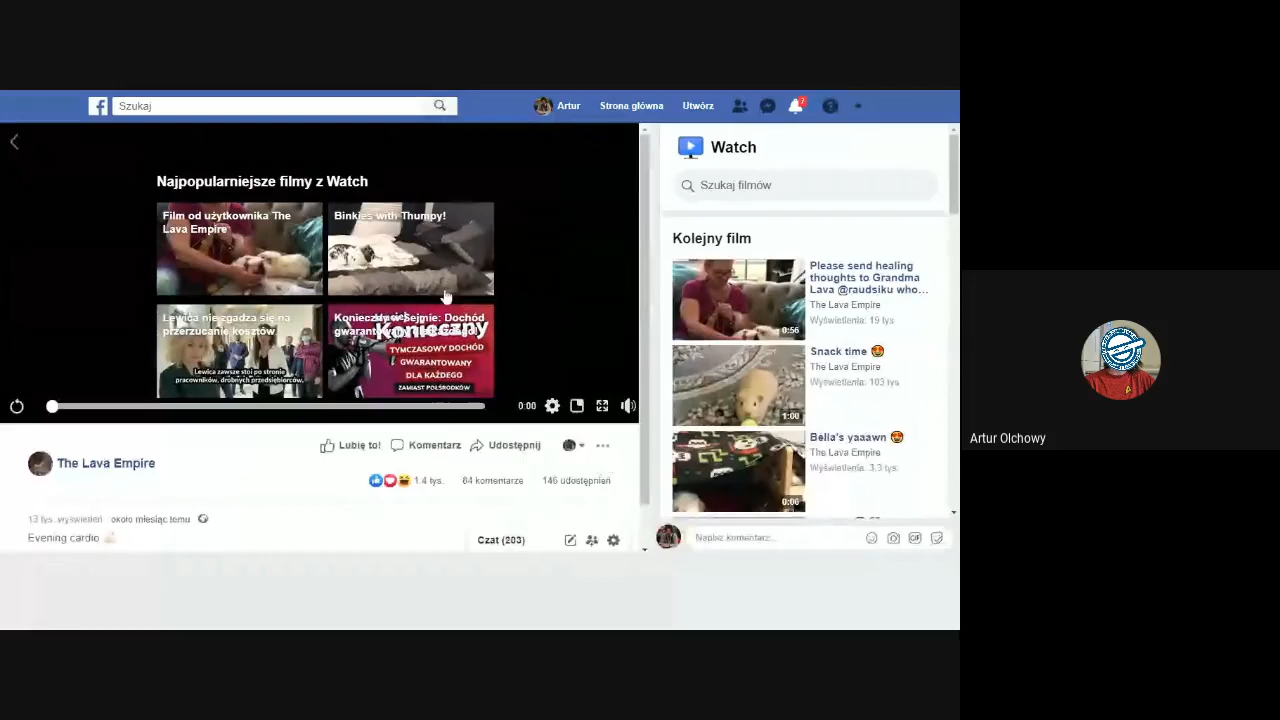 Szukaj
Artur
Strona główna
Utwórz
7
Najpopularniejsze filmy z Watch
Film od użytkownika The
Lava Empire
Binkies with Thumpy!
Lewica nie zgadza się na
przerzucanie kosztów
Lewica zawsze stoi po stronie
pracowników, drobnych przedsiębiorców,
Konieczny w Sejmie: Dochód
Konieczny
TYMCZASOWY DOCHÓD
GWARANTOWANY
DLA KAŻDEGO
ZAMIAST PÓŁŚRODKÓW
0:00
Lubię to!
Komentarz
Udostępnij
The Lava Empire
1.4 tys.
84 komentarze
146 udostępnień
13 tys. wyświetleń
około miesiąc temu
Evening cardio
Czat (203)
Watch
Szukaj filmów
Kolejny film
Please send healing
thoughts to Grandma
Lava @raudsiku who...
The Lava Empire
Wyświetlenia: 19 tys
0:56
Snack time
The Lava Empire
Wyświetlenia: 103 tys
1:00
Bella's yaaawn
The Lava Empire
Wyświetlenia: 3.3 tys.
0:06
Napisz komentarz...
GIF
Artur Olchowy